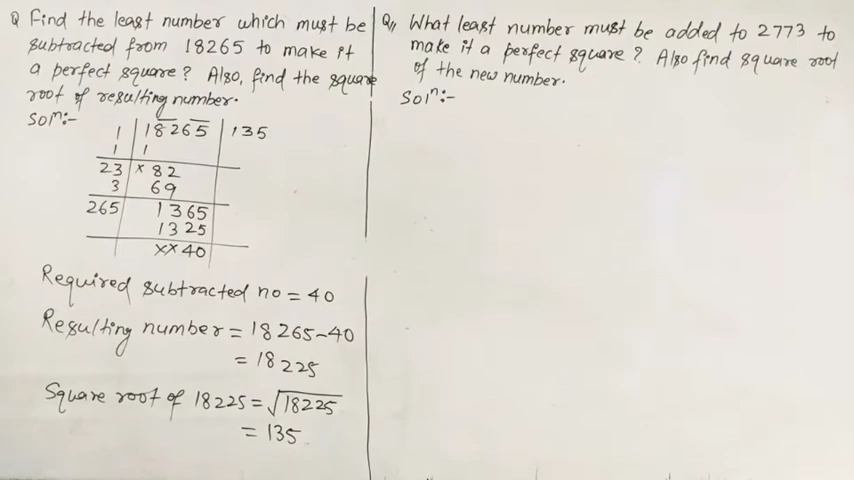 Q Find the least number which must be
subtracted from 18265 to make it
a perfect square? Also, find the square
root of resulting number.
Solⁿ:-
1 | 18265 | 135
1 | 1
23 | × 82
3 | 69
265 | 1365
1325
×× 40
Required subtracted no = 40
Resulting number = 18265-40
= 18225
Square root of 18225 = √18225
= 135
Q,, What least number must be added to 2773 to
make it a perfect square? Also find square root
of the new number.
Solⁿ:-